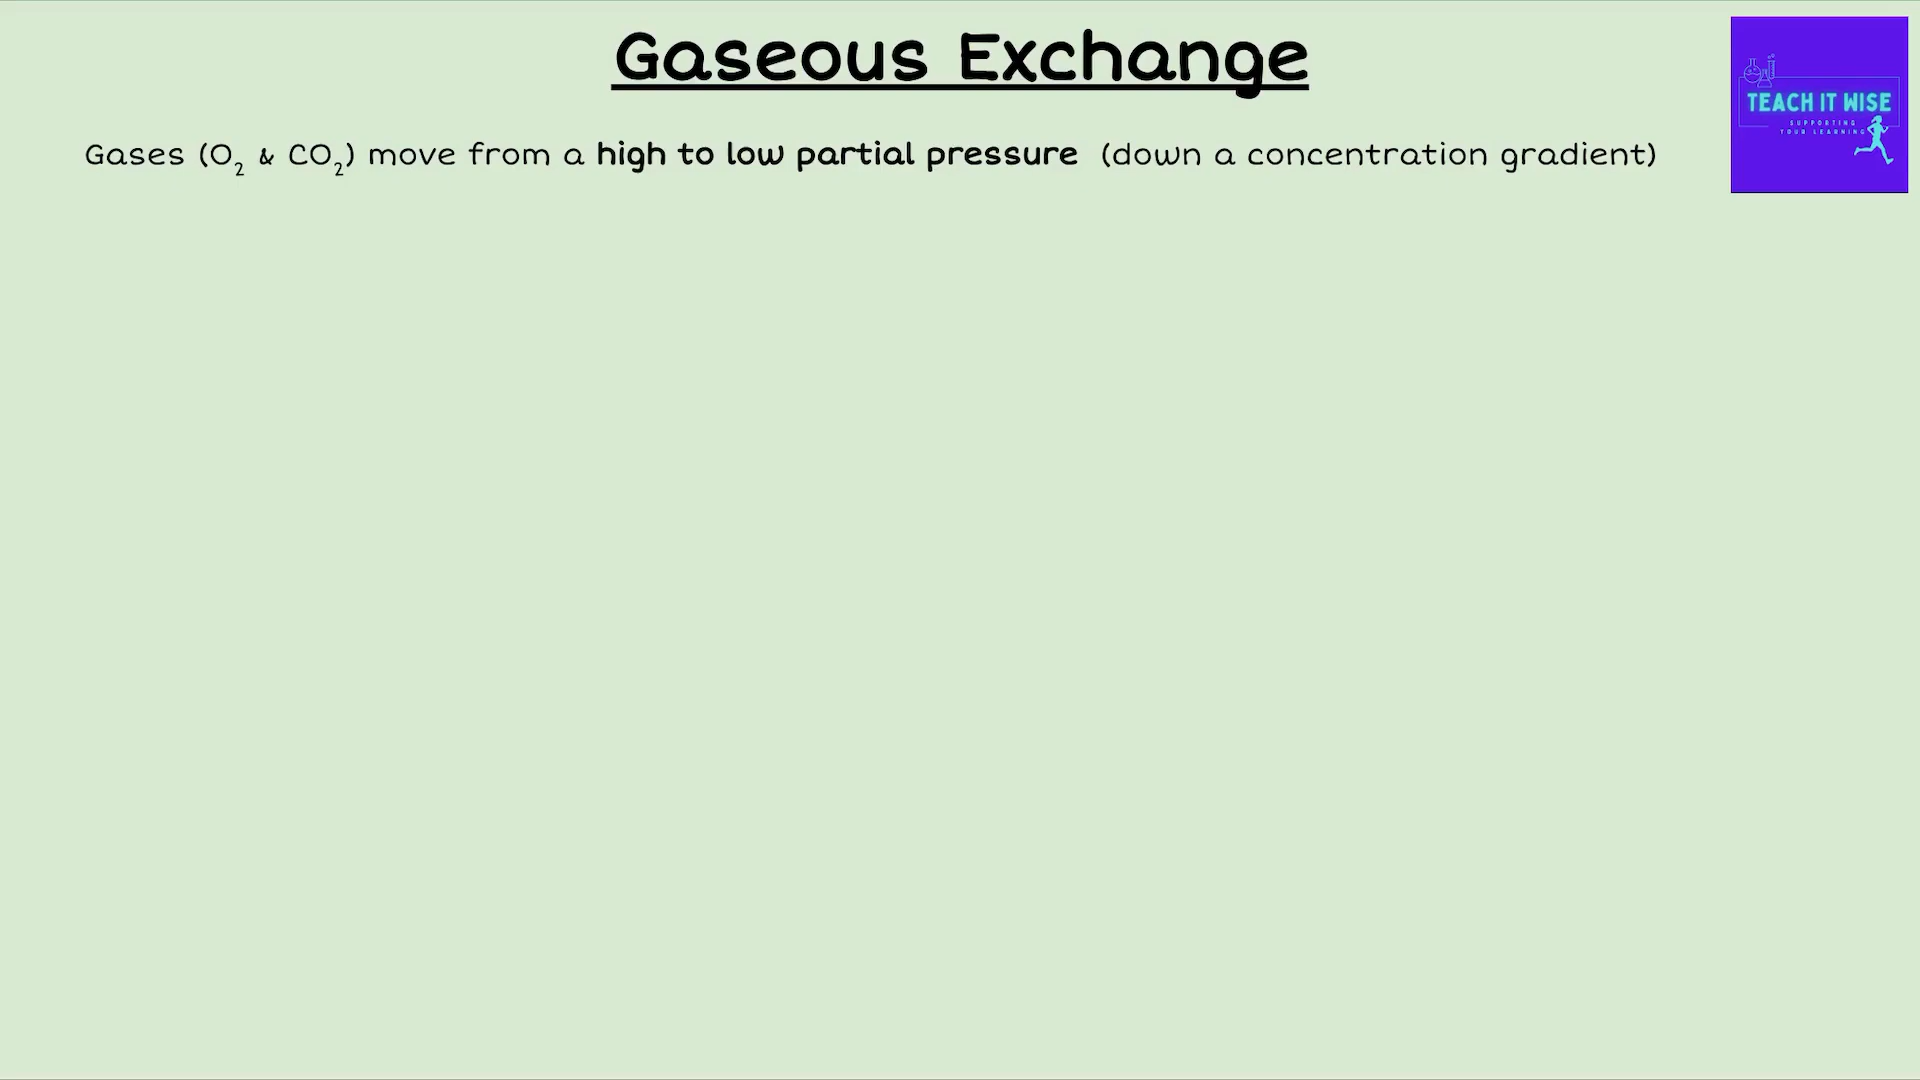 Gaseous Exchange
TEACH IT WISE
SUPPORTING
YOUR LEARNING
Gases (O₂ & CO₂) move from a high to low partial pressure (down a concentration gradient)